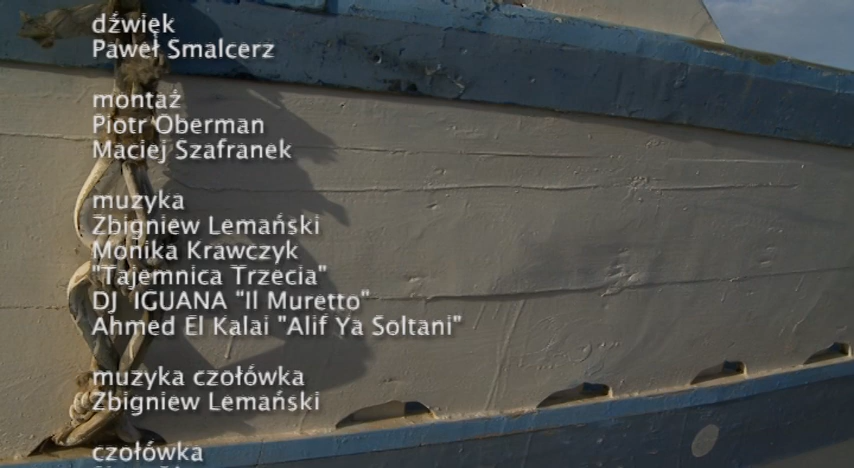 dźwięk
Paweł Smalcerz
montaż
Piotr Oberman
Maciej Szafranek
muzyka
Zbigniew Lemański
Monika Krawczyk
"Tajemnica Trzecia"
DJ IGUANA "Il Muretto"
Ahmed El Kalai "Alif Ya Soltani"
muzyka czołówka
Zbigniew Lemański
czołówka